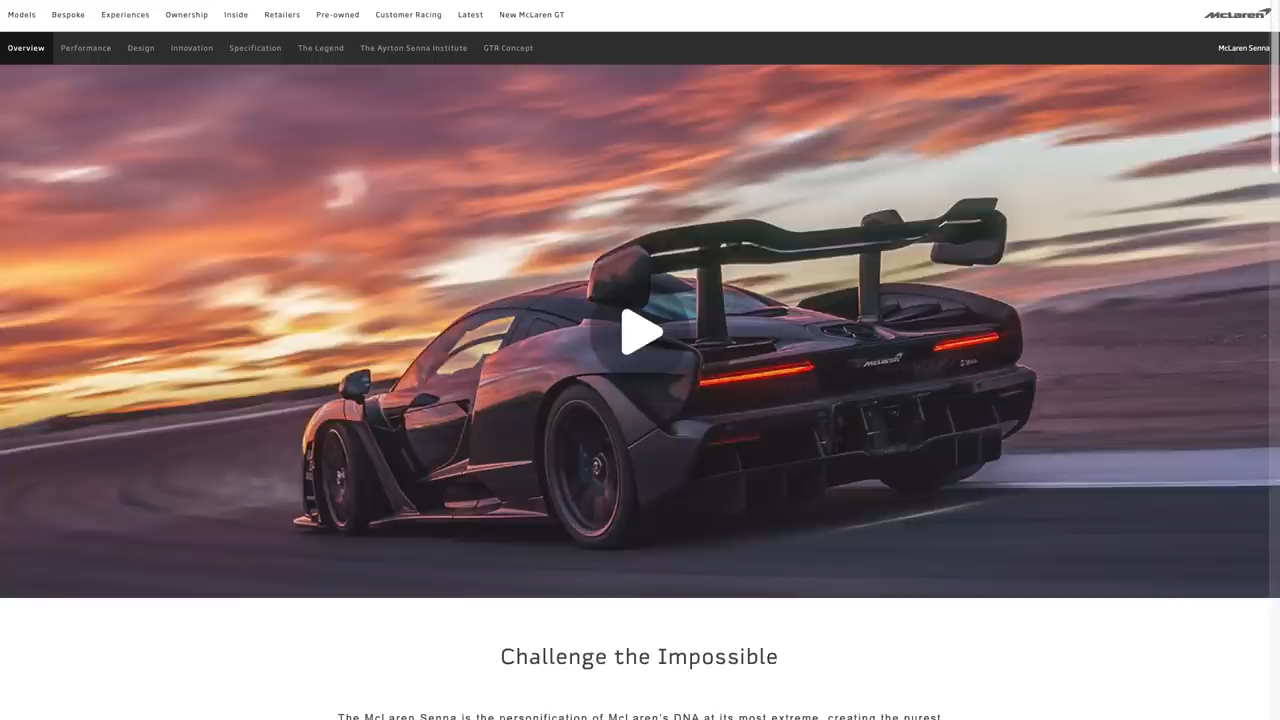 Models Bespoke Experiences Ownership Inside Retailers Pre-owned Customer Racing Latest New McLaren GT McLaren
Overview Performance Design Innovation Specification The Legend The Ayrton Senna Institute GTR Concept McLaren Senna
McLaren
Challenge the Impossible
The McLaren Senna is the personification of McLaren's DNA at its most extreme, creating the purest